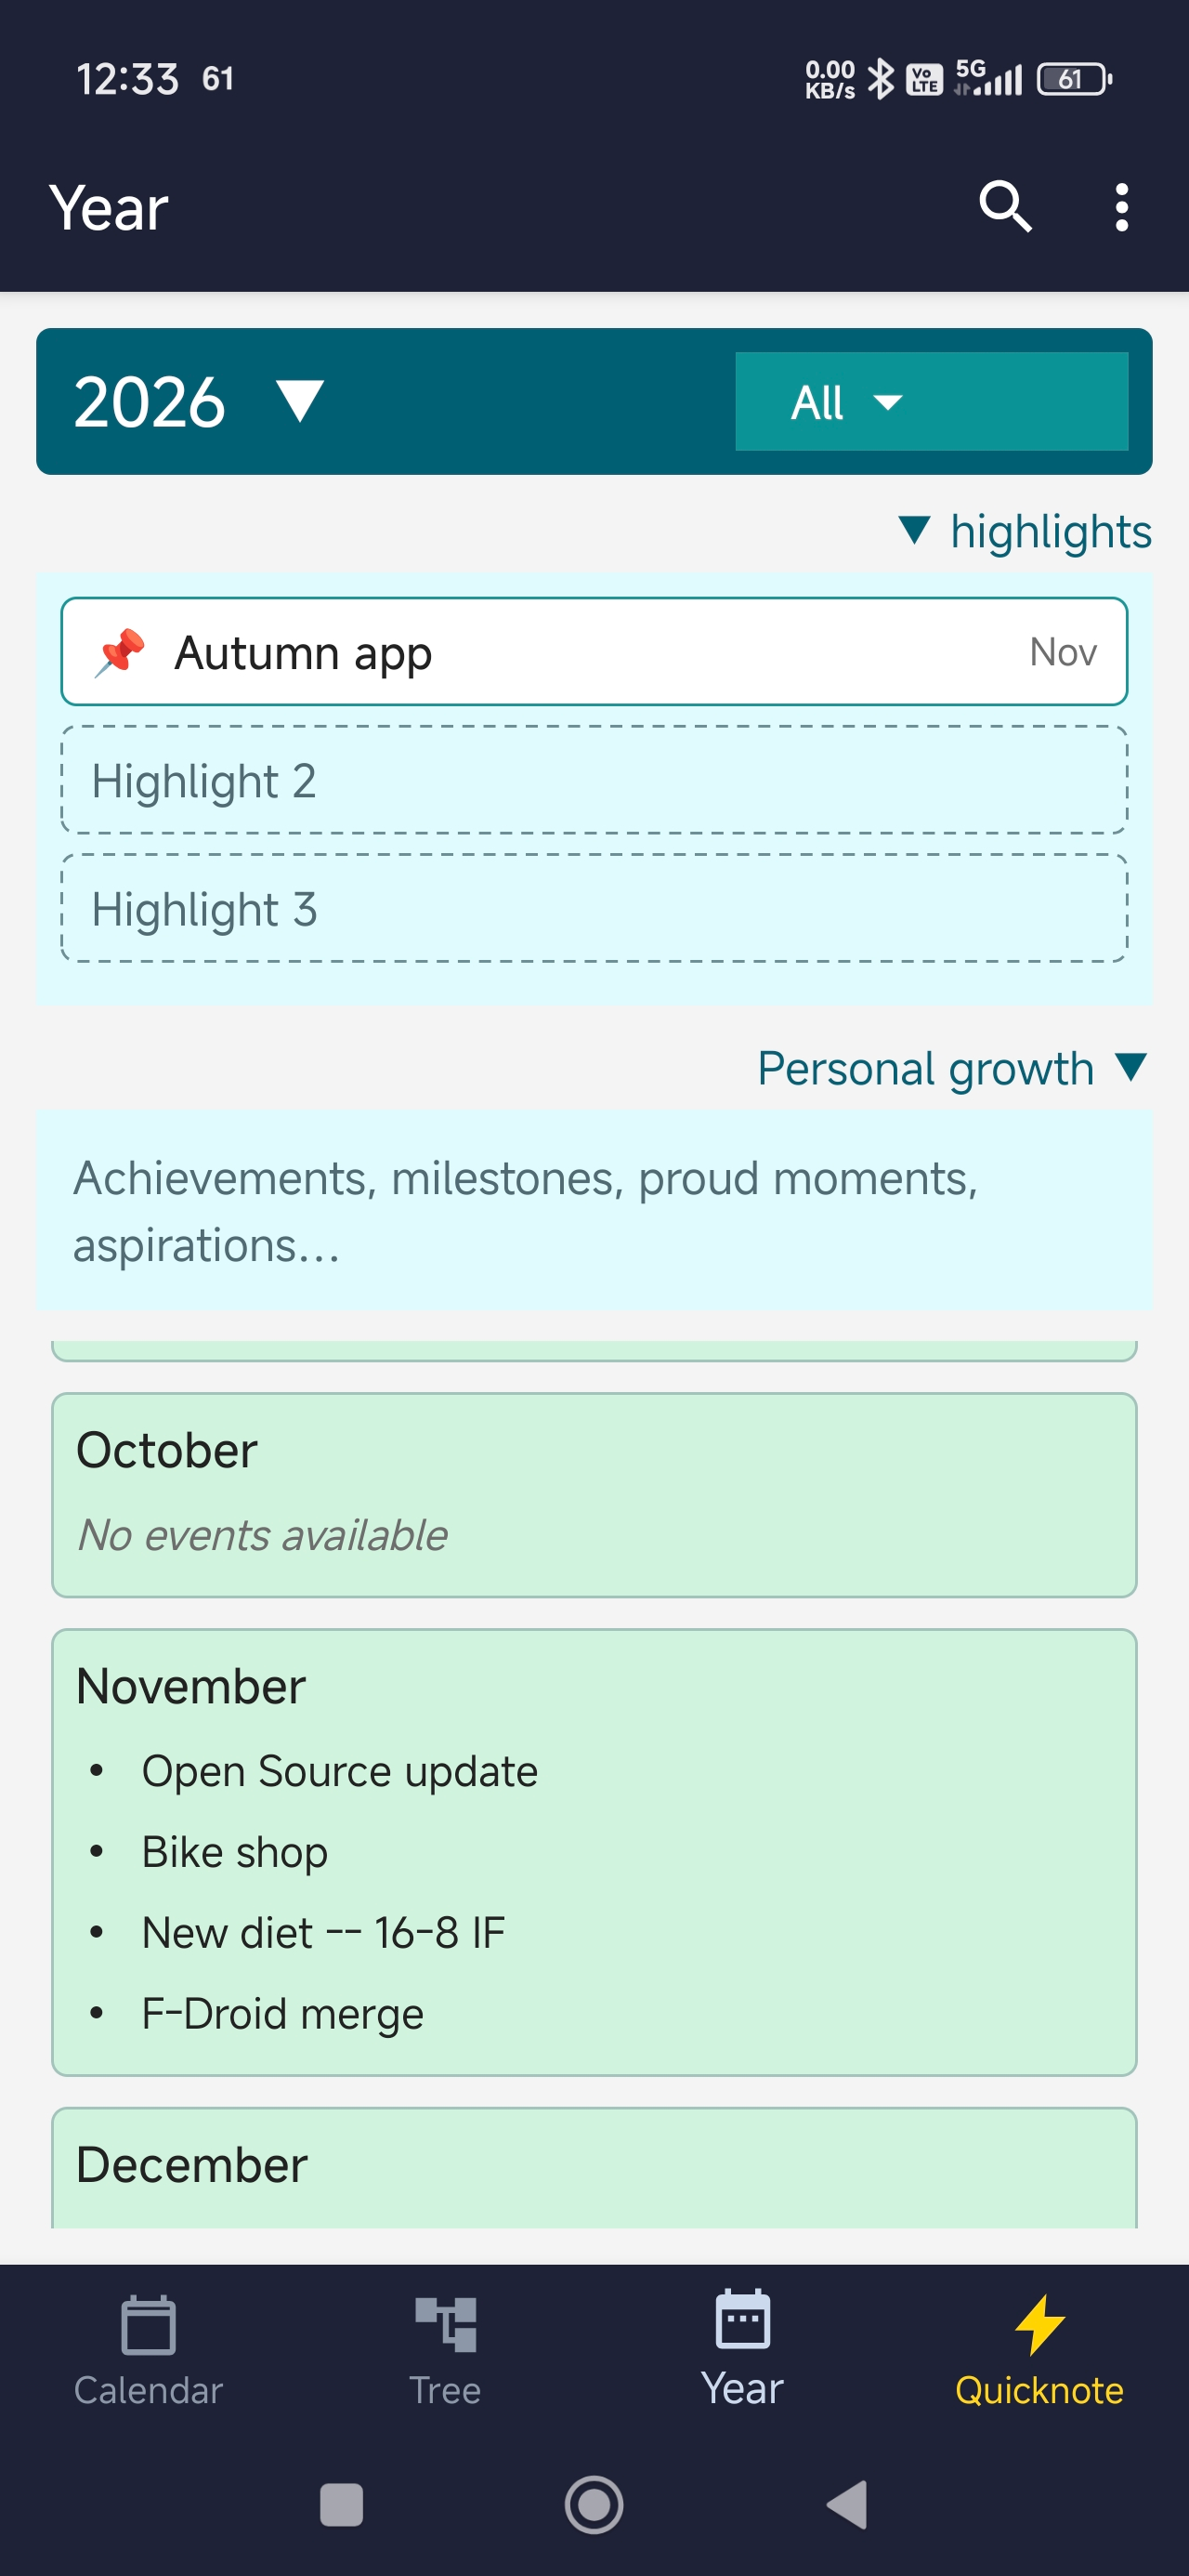 12:33 61 0.00 KB/s Vo LTE 5G 61
Year
2026 All
highlights
Autumn app Nov
Highlight 2
Highlight 3
Personal growth
Achievements, milestones, proud moments,
aspirations...
October
No events available
November
• Open Source update
• Bike shop
• New diet -- 16-8 IF
• F-Droid merge
December
Calendar Tree Year Quicknote